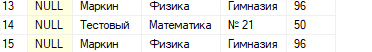 13 NULL Маркин Физика Гимназия 96
14 NULL Тестовый Математика № 21 50
15 NULL Маркин Физика Гимназия 96